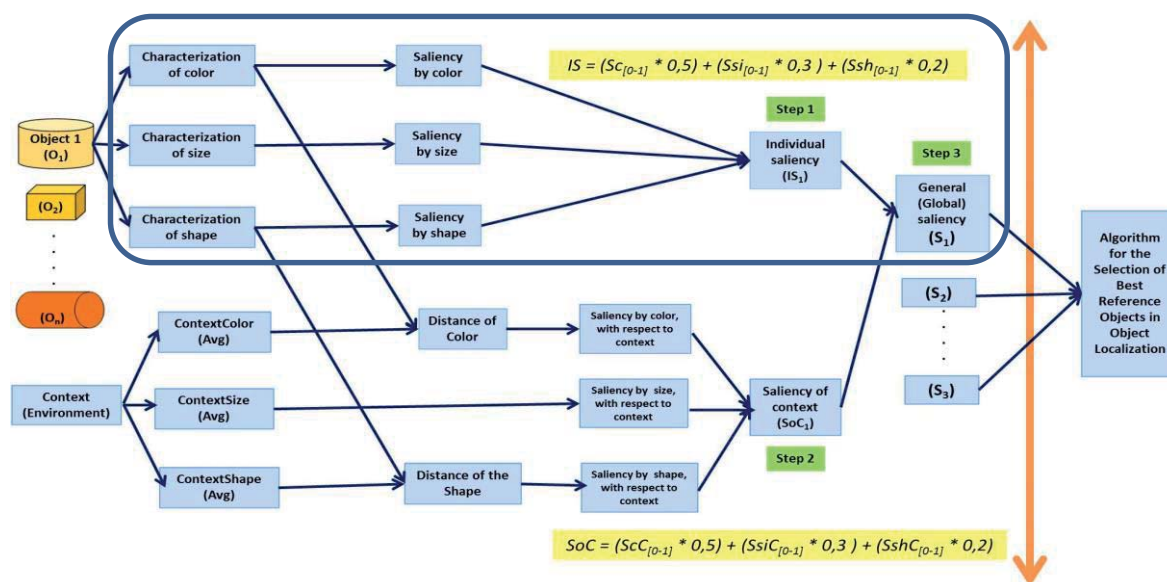 Characterization
of color
Saliency
by color
IS = (Sc[0-1] * 0,5) + (Ssi[0-1] * 0,3 ) + (Ssh[0-1] * 0,2)
Step 1
Object 1
(O1)
Characterization
of size
Saliency
by size
Individual
saliency
(IS1)
Step 3
(O2)
Characterization
of shape
Saliency
by shape
General
(Global)
saliency
(S1)
Algorithm
for the
Selection of
Best
Reference
Objects in
Object
Localization
(On)
(S2)
ContextColor
(Avg)
Distance of
Color
Saliency by color,
with respect to
context
Context
(Environment)
ContextSize
(Avg)
Saliency by size,
with respect to
context
Saliency of
context
(SoC1)
(S3)
Step 2
ContextShape
(Avg)
Distance of the
Shape
Saliency by shape,
with respect to
context
SoC = (ScC[0-1] * 0,5) + (SsiC[0-1] * 0,3 ) + (SshC[0-1] * 0,2)